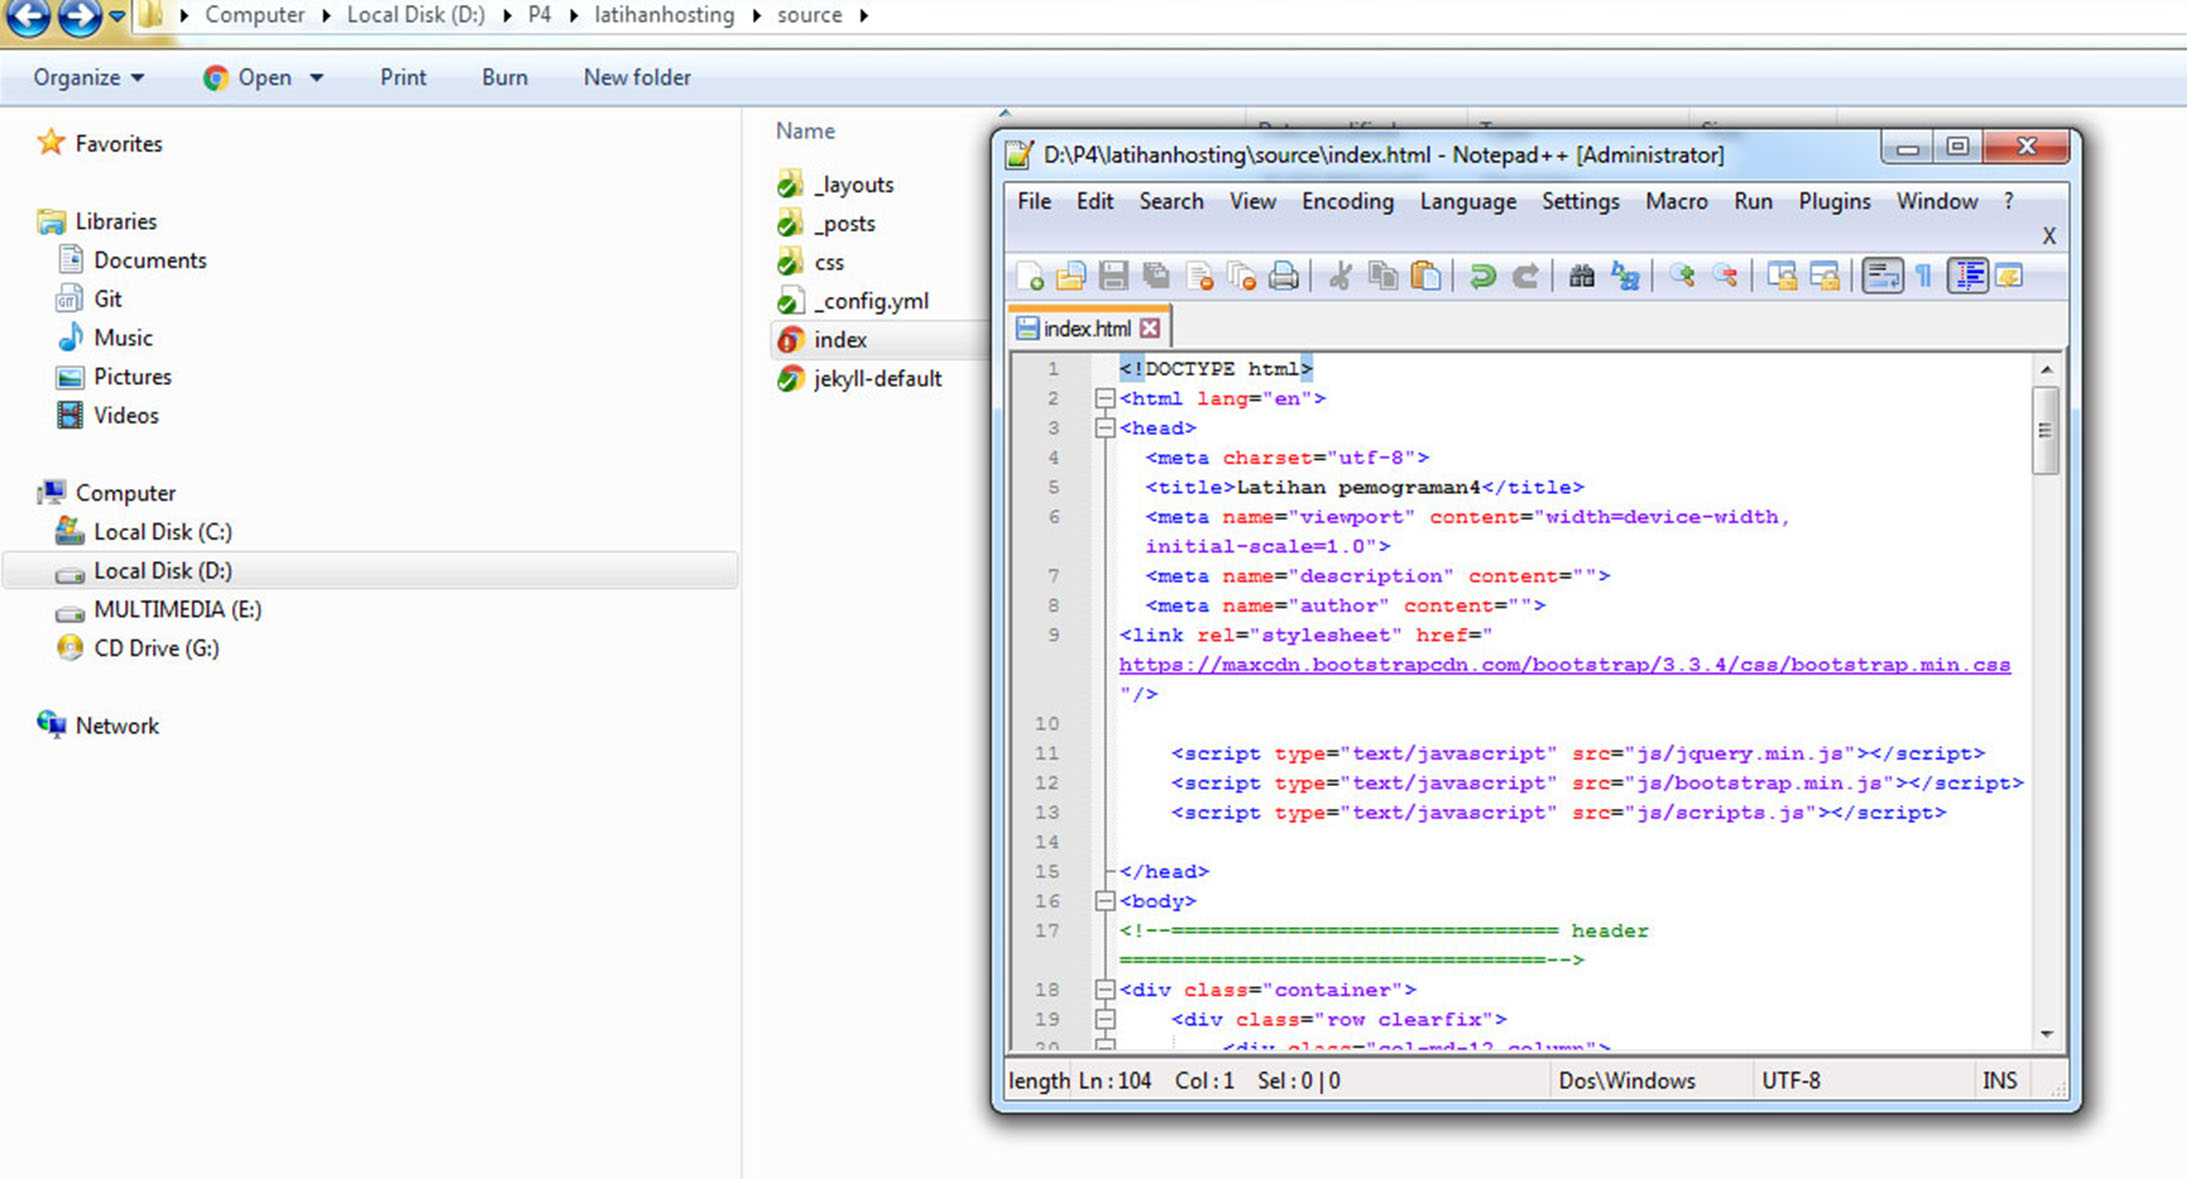 Computer Local Disk (D:) P4 latihanhosting source
Organize Open Print Burn New folder
Favorites
Libraries
Documents
Git
Music
Pictures
Videos
Computer
Local Disk (C:)
Local Disk (D:)
MULTIMEDIA (E:)
CD Drive (G:)
Network
Name
_layouts
_posts
css
_config.yml
index
jekyll-default
D:\P4\latihanhosting\source\index.html - Notepad++ [Administrator]
File Edit Search View Encoding Language Settings Macro Run Plugins Window ?
X
index.html
1 <!DOCTYPE html>
2 <html lang="en">
3 <head>
4 <meta charset="utf-8">
5 <title>Latihan pemograman4</title>
6 <meta name="viewport" content="width=device-width,
initial-scale=1.0">
7 <meta name="description" content="">
8 <meta name="author" content="">
9 <link rel="stylesheet" href="
https://maxcdn.bootstrapcdn.com/bootstrap/3.3.4/css/bootstrap.min.css
"/>
10
11 <script type="text/javascript" src="js/jquery.min.js"></script>
12 <script type="text/javascript" src="js/bootstrap.min.js"></script>
13 <script type="text/javascript" src="js/scripts.js"></script>
14
15 </head>
16 <body>
17 <!--============================== header
=================================-->
18 <div class="container">
19 <div class="row clearfix">
20 <div class="col-md-12 column">
length Ln : 104 Col : 1 Sel : 0 | 0 Dos\Windows UTF-8 INS